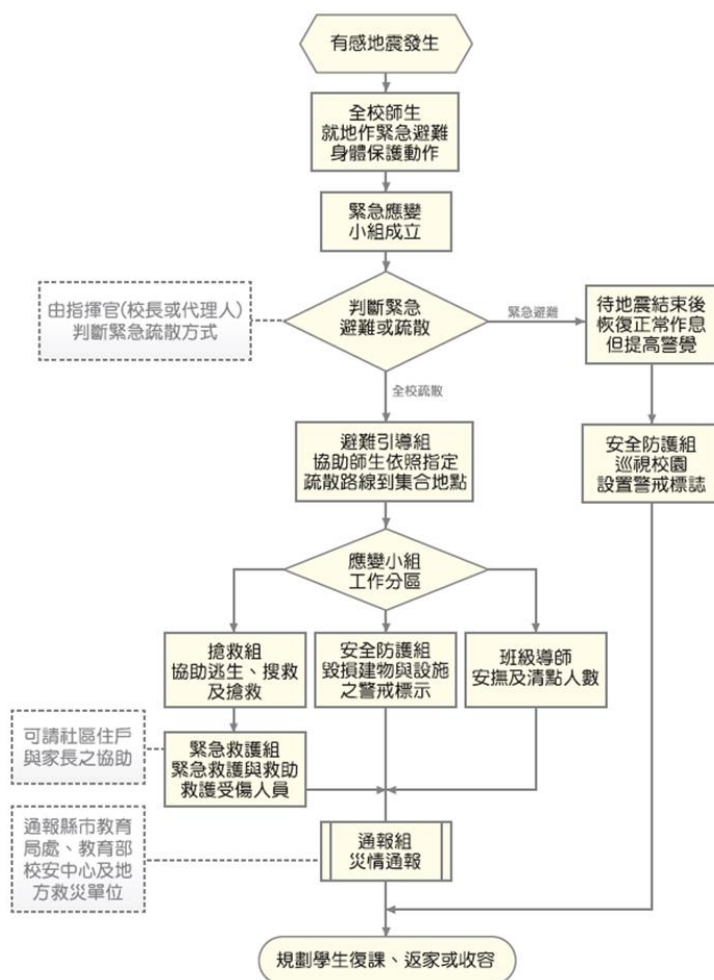 有感地震發生
全校師生
就地作緊急避難
身體保護動作
緊急應變
小組成立
由指揮官(校長或代理人)
判斷緊急疏散方式
判斷緊急
避難或疏散
緊急避難
待地震結束後
恢復正常作息
但提高警覺
全校疏散
避難引導組
協助師生依照指定
疏散路線到集合地點
安全防護組
巡視校園
設置警戒標誌
應變小組
工作分區
搶救組
協助逃生、搜救
及搶救
安全防護組
毀損建物與設施
之警戒標示
班級導師
安撫及清點人數
可請社區住戶
與家長之協助
緊急救護組
緊急救護與救助
救護受傷人員
通報縣市教育
局處、教育部
校安中心及地
方救災單位
通報組
災情通報
規劃學生復課、返家或收容